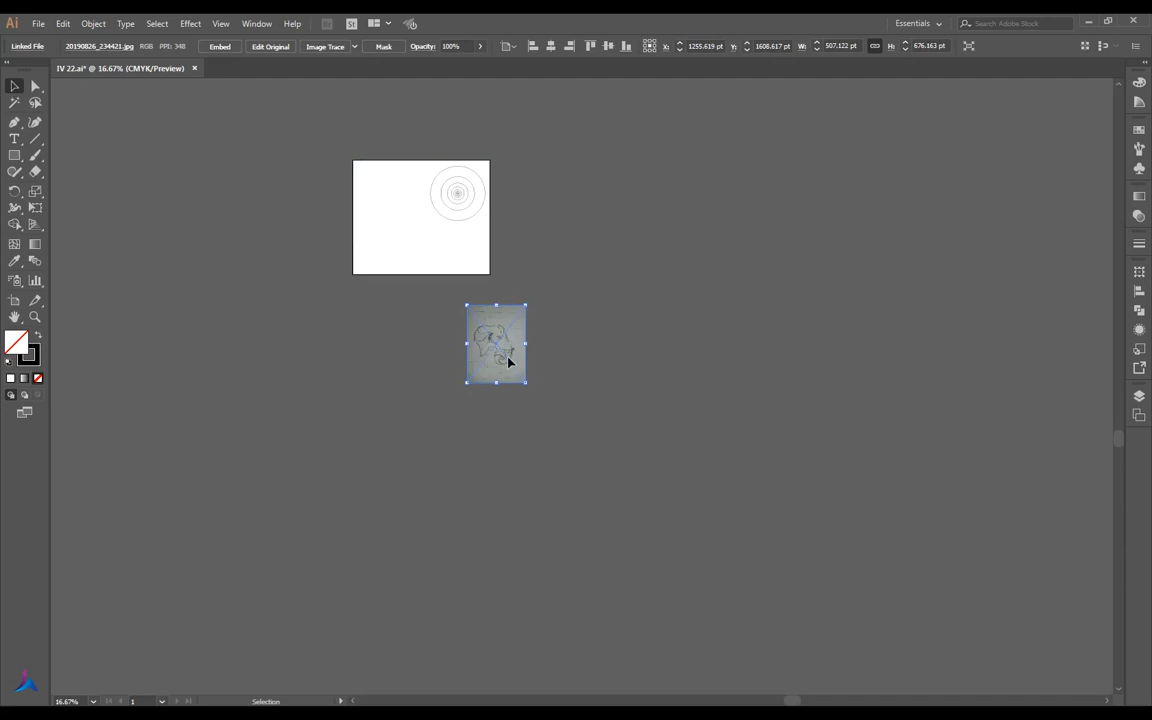 Ai File Edit Object Type Select Effect View Window Help Br St Essentials Search Adobe Stock
Linked File 20190826_234421.jpg RGB PPI: 348 Embed Edit Original Image Trace Mask Opacity: 100% X: 1255.619 pt Y: 1608.617 pt W: 507.122 pt H: 676.163 pt
IV 22.ai* @ 16.67% (CMYK/Preview)
T
16.67% 1 Selection